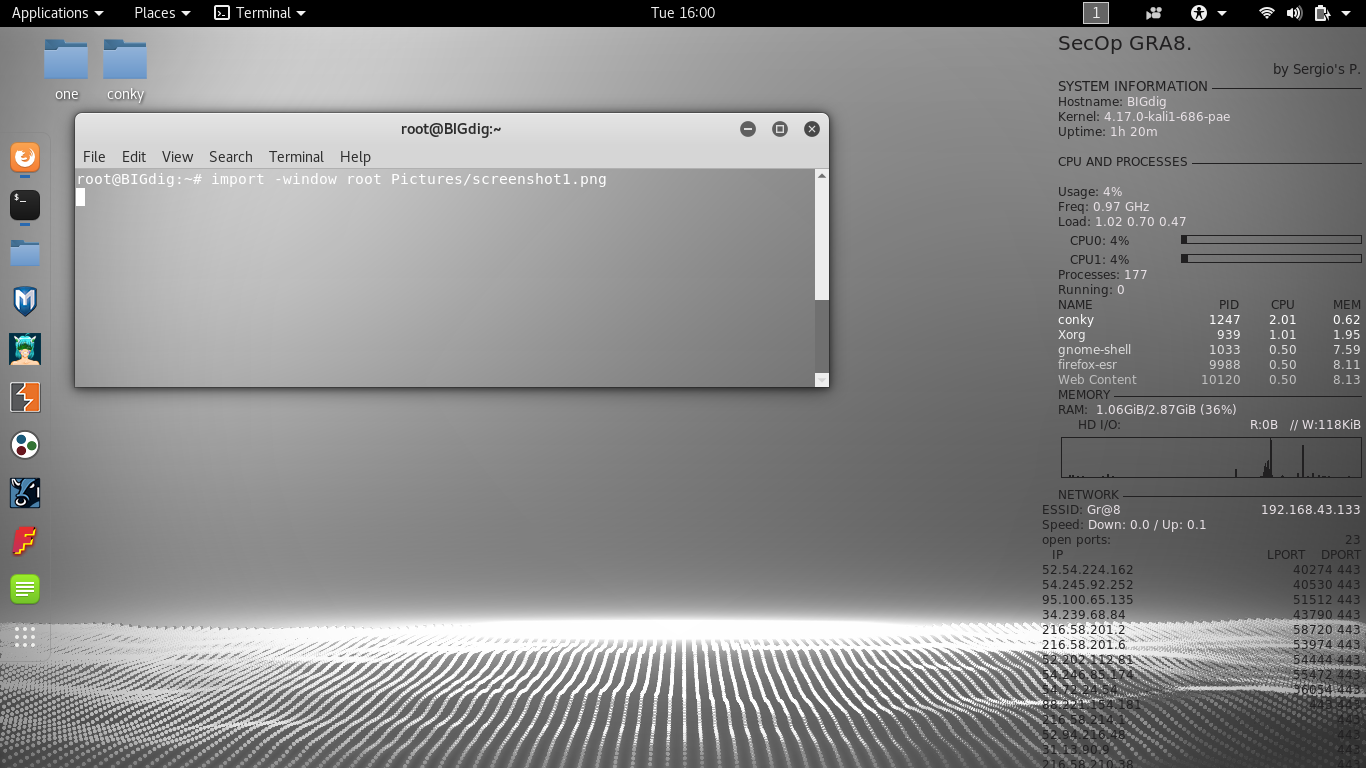 Applications Places Terminal Tue 16:00 1
one conky
root@BIGdig:~
File Edit View Search Terminal Help
root@BIGdig:~# import -window root Pictures/screenshot1.png
SecOp GRA8.
by Sergio's P.
SYSTEM INFORMATION
Hostname: BIGdig
Kernel: 4.17.0-kali1-686-pae
Uptime: 1h 20m
CPU AND PROCESSES
Usage: 4%
Freq: 0.97 GHz
Load: 1.02 0.70 0.47
CPU0: 4%
CPU1: 4%
Processes: 177
Running: 0
NAME PID CPU MEM
conky 1247 2.01 0.62
Xorg 939 1.01 1.95
gnome-shell 1033 0.50 7.59
firefox-esr 9988 0.50 8.11
Web Content 10120 0.50 8.13
MEMORY
RAM: 1.06GiB/2.87GiB (36%)
HD I/O: R:0B // W:118KiB
NETWORK
ESSID: Gr@8 192.168.43.133
Speed: Down: 0.0 / Up: 0.1
open ports: 23
IP LPORT DPORT
52.54.224.162 40274 443
54.245.92.252 40530 443
95.100.65.135 51512 443
34.239.68.84 43790 443
216.58.201.2 58720 443
216.58.201.6 53974 443
52.202.112.81 54444 443
54.246.85.174 55472 443
54.72.24.54 56054 443
443
216.58.214.1
52.94.216.48 443
31.13.90.9
216.58.210.38 443